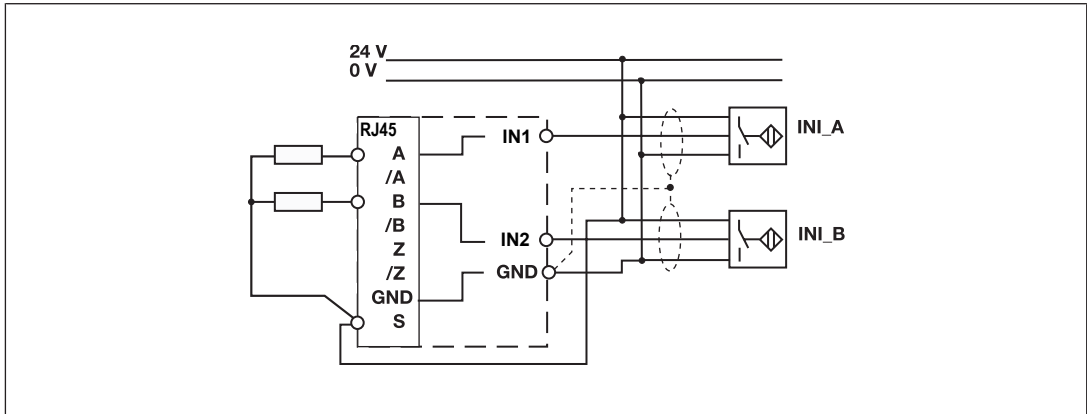 24 V
0 V
RJ45
A
/A
B
/B
Z
/Z
GND
S
IN1
IN2
GND
INI_A
INI_B